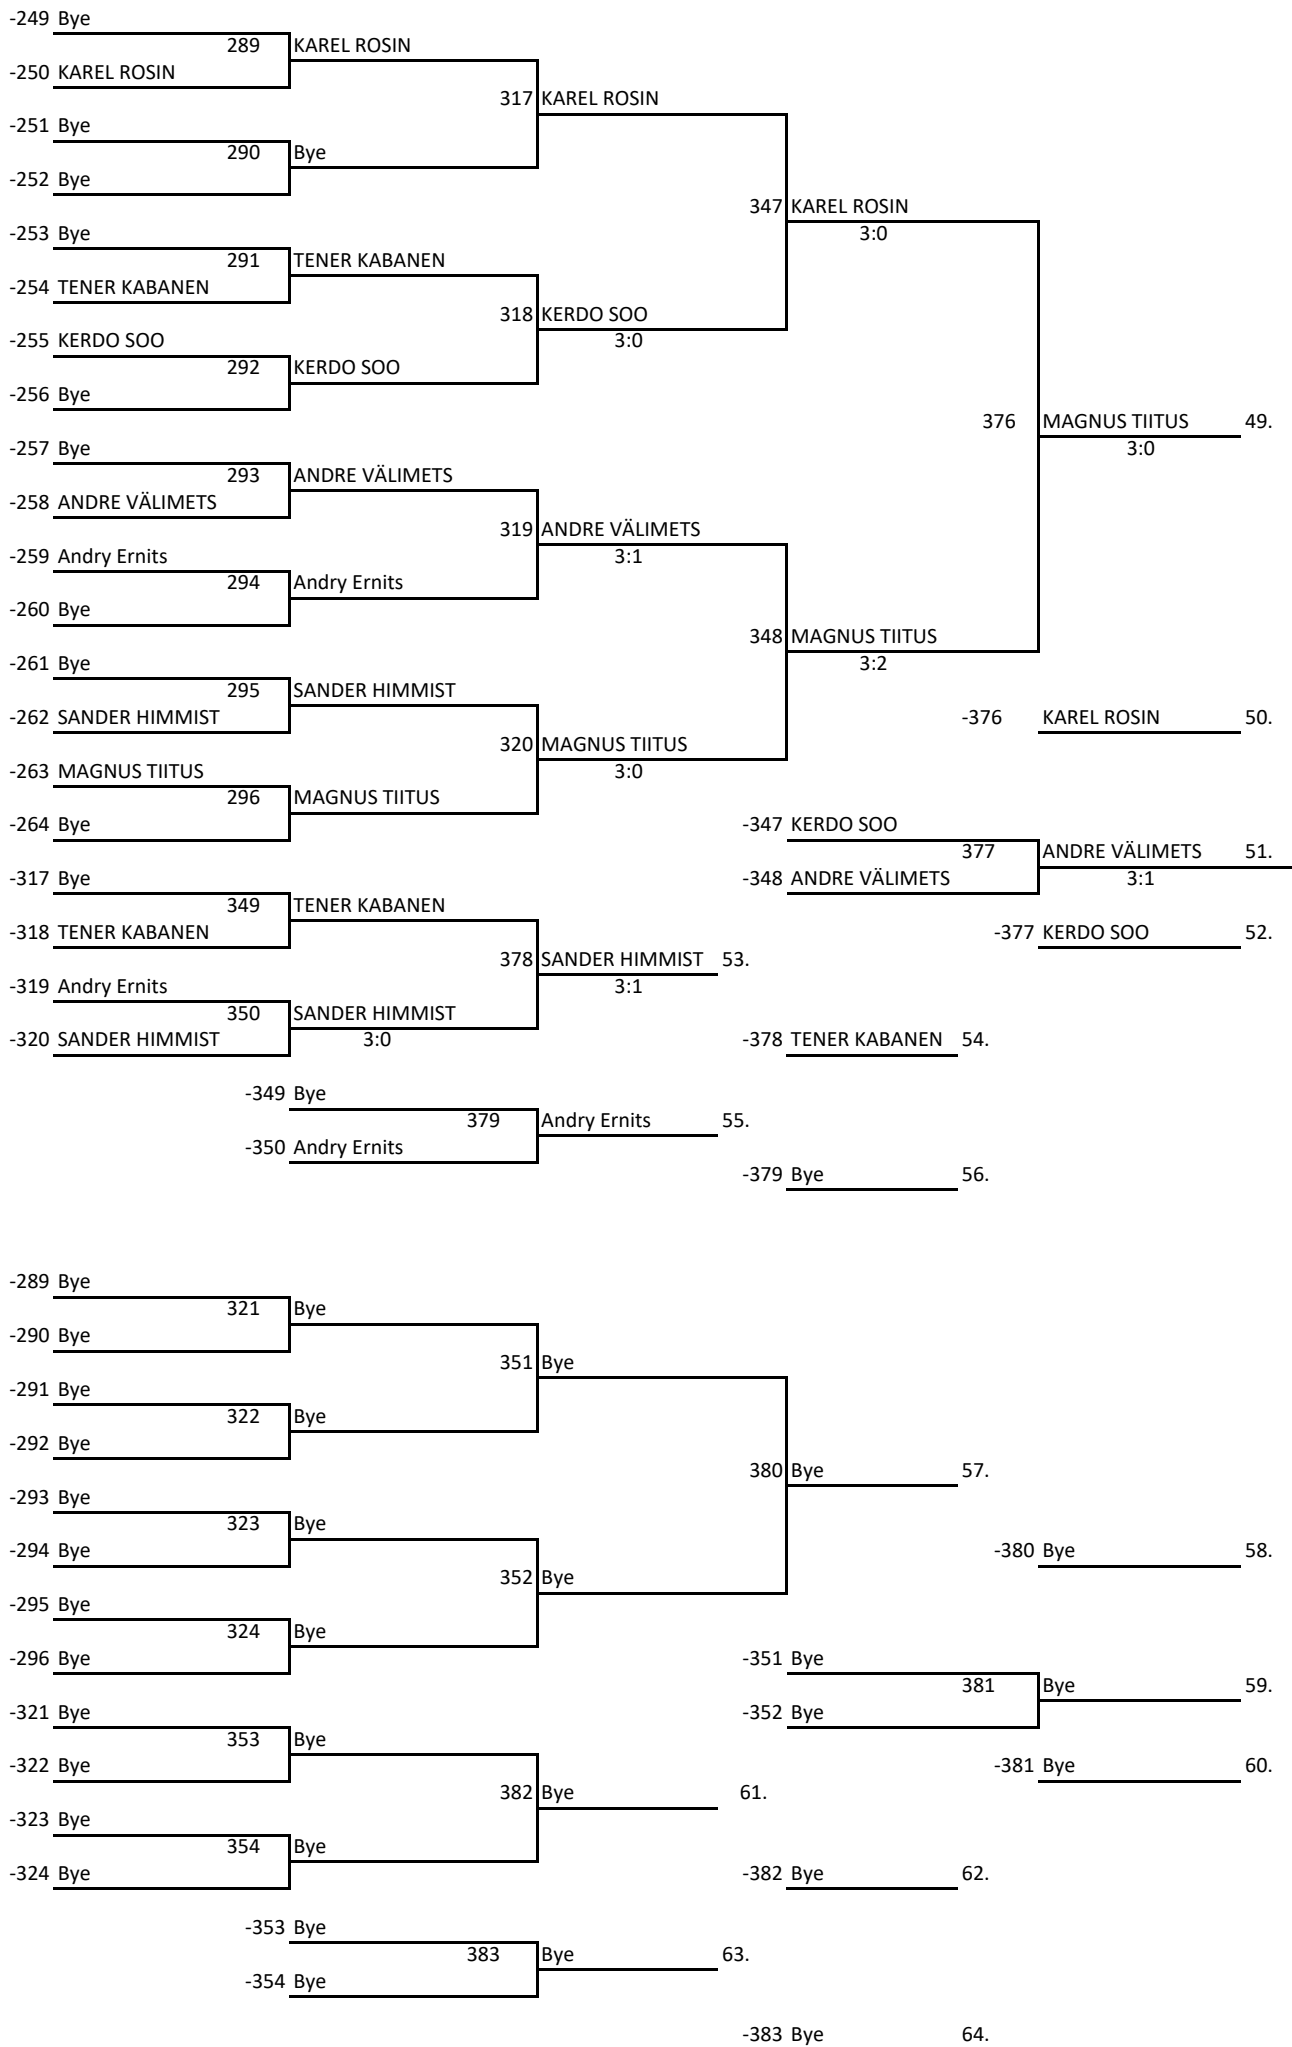 -249 Bye
289 KAREL ROSIN
-250 KAREL ROSIN
317 KAREL ROSIN
-251 Bye
290 Bye
-252 Bye
347 KAREL ROSIN
-253 Bye
3:0
291 TENER KABANEN
-254 TENER KABANEN
318 KERDO SOO
-255 KERDO SOO
3:0
292 KERDO SOO
-256 Bye
376 MAGNUS TIITUS 49.
-257 Bye
3:0
293 ANDRE VÄLIMETS
-258 ANDRE VÄLIMETS
319 ANDRE VÄLIMETS
-259 Andry Ernits
3:1
294 Andry Ernits
-260 Bye
348 MAGNUS TIITUS
-261 Bye
3:2
295 SANDER HIMMIST
-262 SANDER HIMMIST
-376 KAREL ROSIN 50.
320 MAGNUS TIITUS
-263 MAGNUS TIITUS
3:0
296 MAGNUS TIITUS
-264 Bye
-347 KERDO SOO
377 ANDRE VÄLIMETS 51.
-317 Bye
-348 ANDRE VÄLIMETS
3:1
349 TENER KABANEN
-318 TENER KABANEN
-377 KERDO SOO 52.
378 SANDER HIMMIST 53.
-319 Andry Ernits
3:1
350 SANDER HIMMIST
-320 SANDER HIMMIST
3:0
-378 TENER KABANEN 54.
-349 Bye
379 Andry Ernits 55.
-350 Andry Ernits
-379 Bye 56.
-289 Bye
321 Bye
-290 Bye
351 Bye
-291 Bye
322 Bye
-292 Bye
380 Bye 57.
-293 Bye
323 Bye
-294 Bye
-380 Bye 58.
352 Bye
-295 Bye
324 Bye
-296 Bye
-351 Bye
381 Bye 59.
-321 Bye
-352 Bye
353 Bye
-322 Bye
-381 Bye 60.
382 Bye 61.
-323 Bye
354 Bye
-324 Bye
-382 Bye 62.
-353 Bye
383 Bye 63.
-354 Bye
-383 Bye 64.